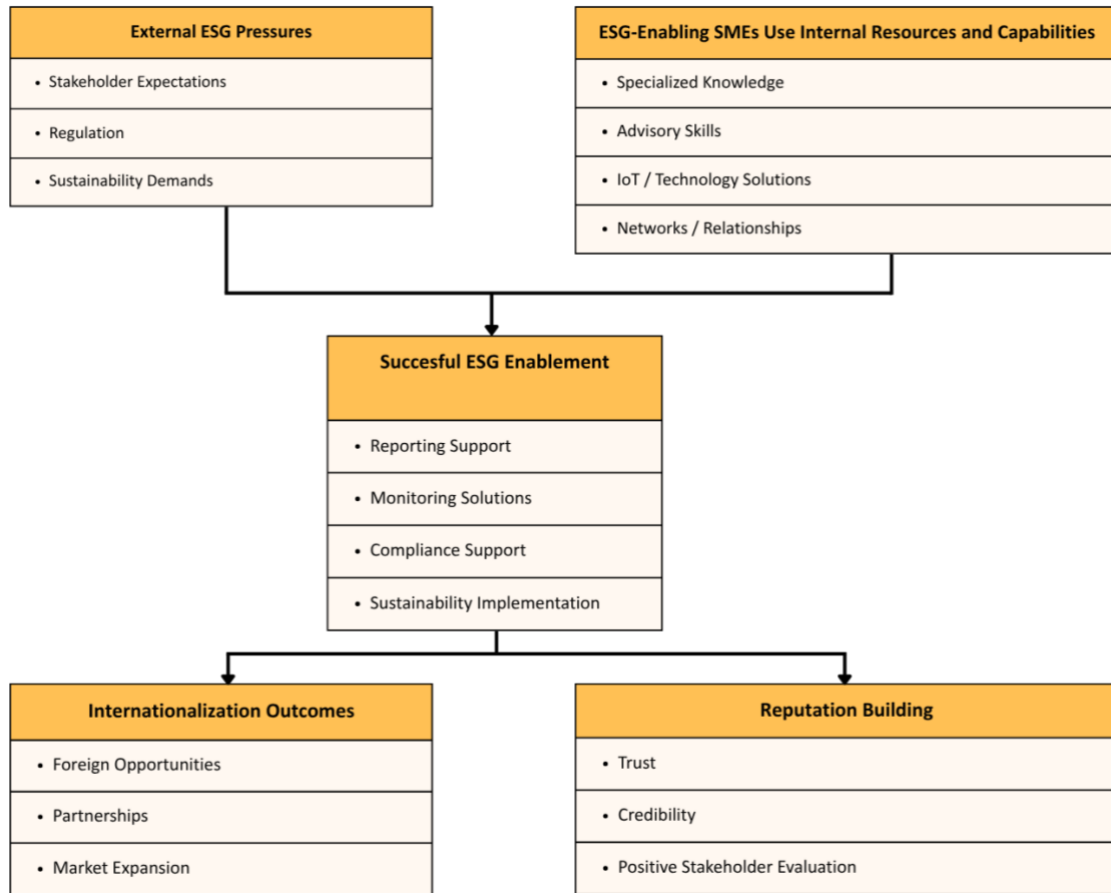 External ESG Pressures
• Stakeholder Expectations
• Regulation
• Sustainability Demands
ESG-Enabling SMEs Use Internal Resources and Capabilities
• Specialized Knowledge
• Advisory Skills
• IoT / Technology Solutions
• Networks / Relationships
Succesful ESG Enablement
• Reporting Support
• Monitoring Solutions
• Compliance Support
• Sustainability Implementation
Internationalization Outcomes
• Foreign Opportunities
• Partnerships
• Market Expansion
Reputation Building
• Trust
• Credibility
• Positive Stakeholder Evaluation